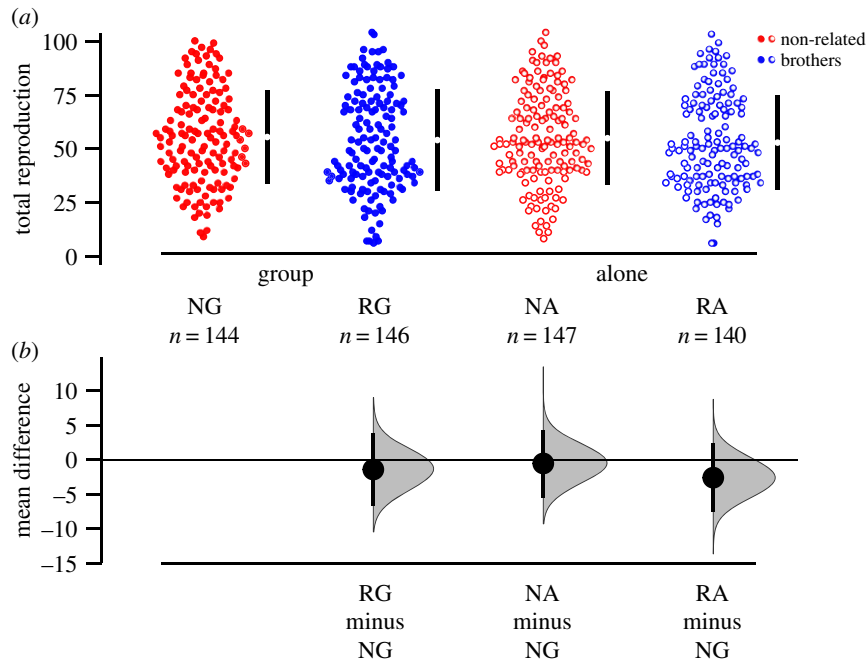 (a)
total reproduction
100
75
50
25
0
non-related
brothers
group
alone
NG
RG
NA
RA
n = 144
n = 146
n = 147
n = 140
(b)
mean difference
10
5
0
–5
–10
–15
RG
minus
NG
NA
minus
NG
RA
minus
NG